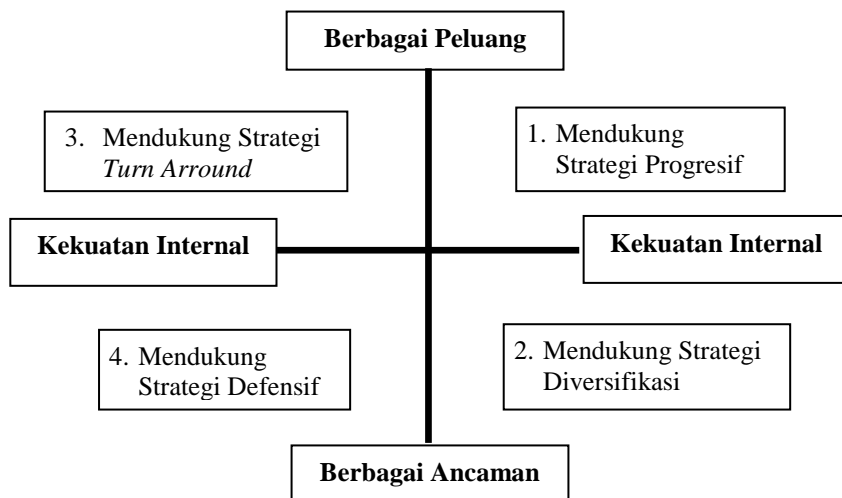 Berbagai Peluang
3. Mendukung Strategi
Turn Arround
1. Mendukung
Strategi Progresif
Kekuatan Internal
Kekuatan Internal
4. Mendukung
Strategi Defensif
2. Mendukung Strategi
Diversifikasi
Berbagai Ancaman